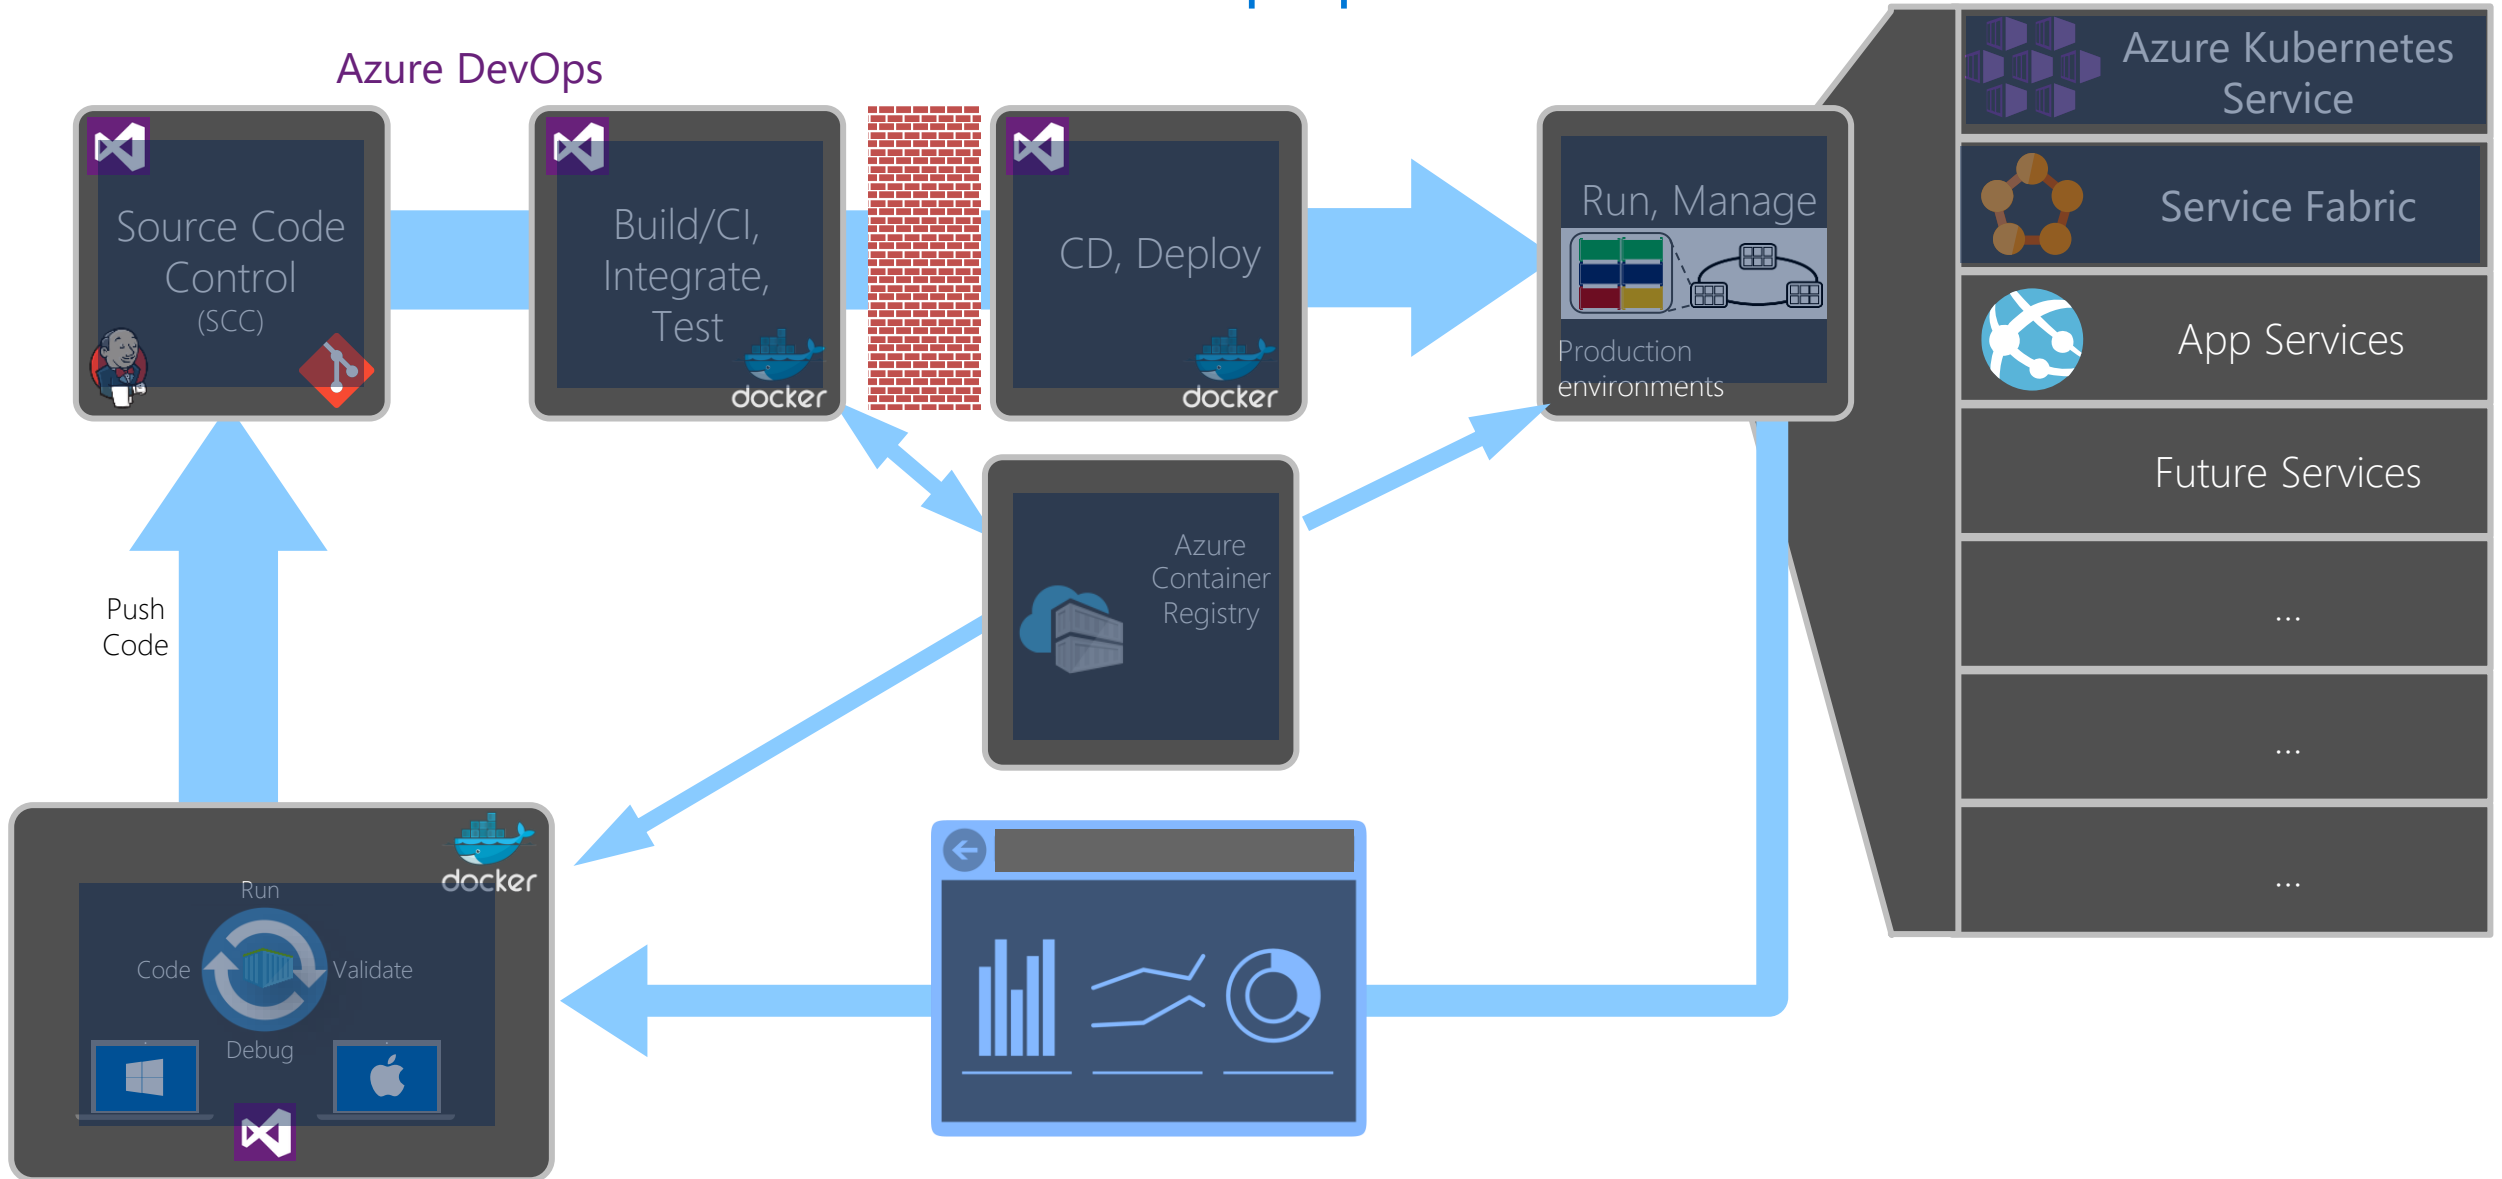 Azure DevOps
Source Code
Control
(SCC)
Build/CI,
Integrate,
Test
docker
CD, Deploy
docker
Run, Manage
Production
environments
Azure Kubernetes
Service
Service Fabric
App Services
Future Services
...
...
...
Azure
Container
Registry
Push
Code
docker
Run
Code
Validate
Debug